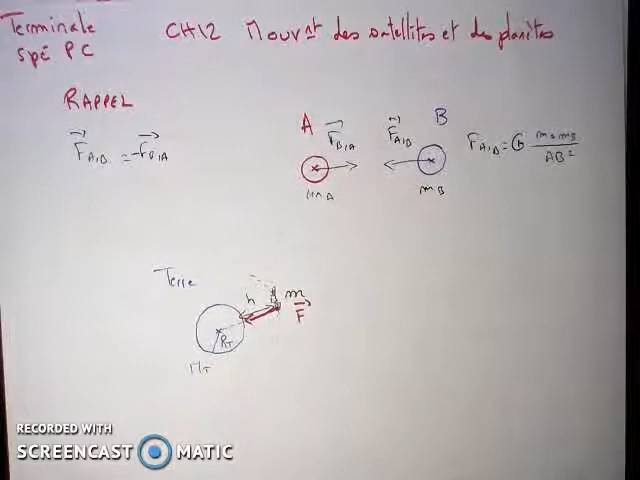 Terminale
spé PC
CH12 Mouvnt des satellites et des planètes
RAPPEL
F A/B = -F B/A
A F B/A
F A/B B
mA
mB
F A/B = G mA mB / AB²
Terre
h
m
F
RT
MT
RECORDED WITH
SCREENCAST MATIC